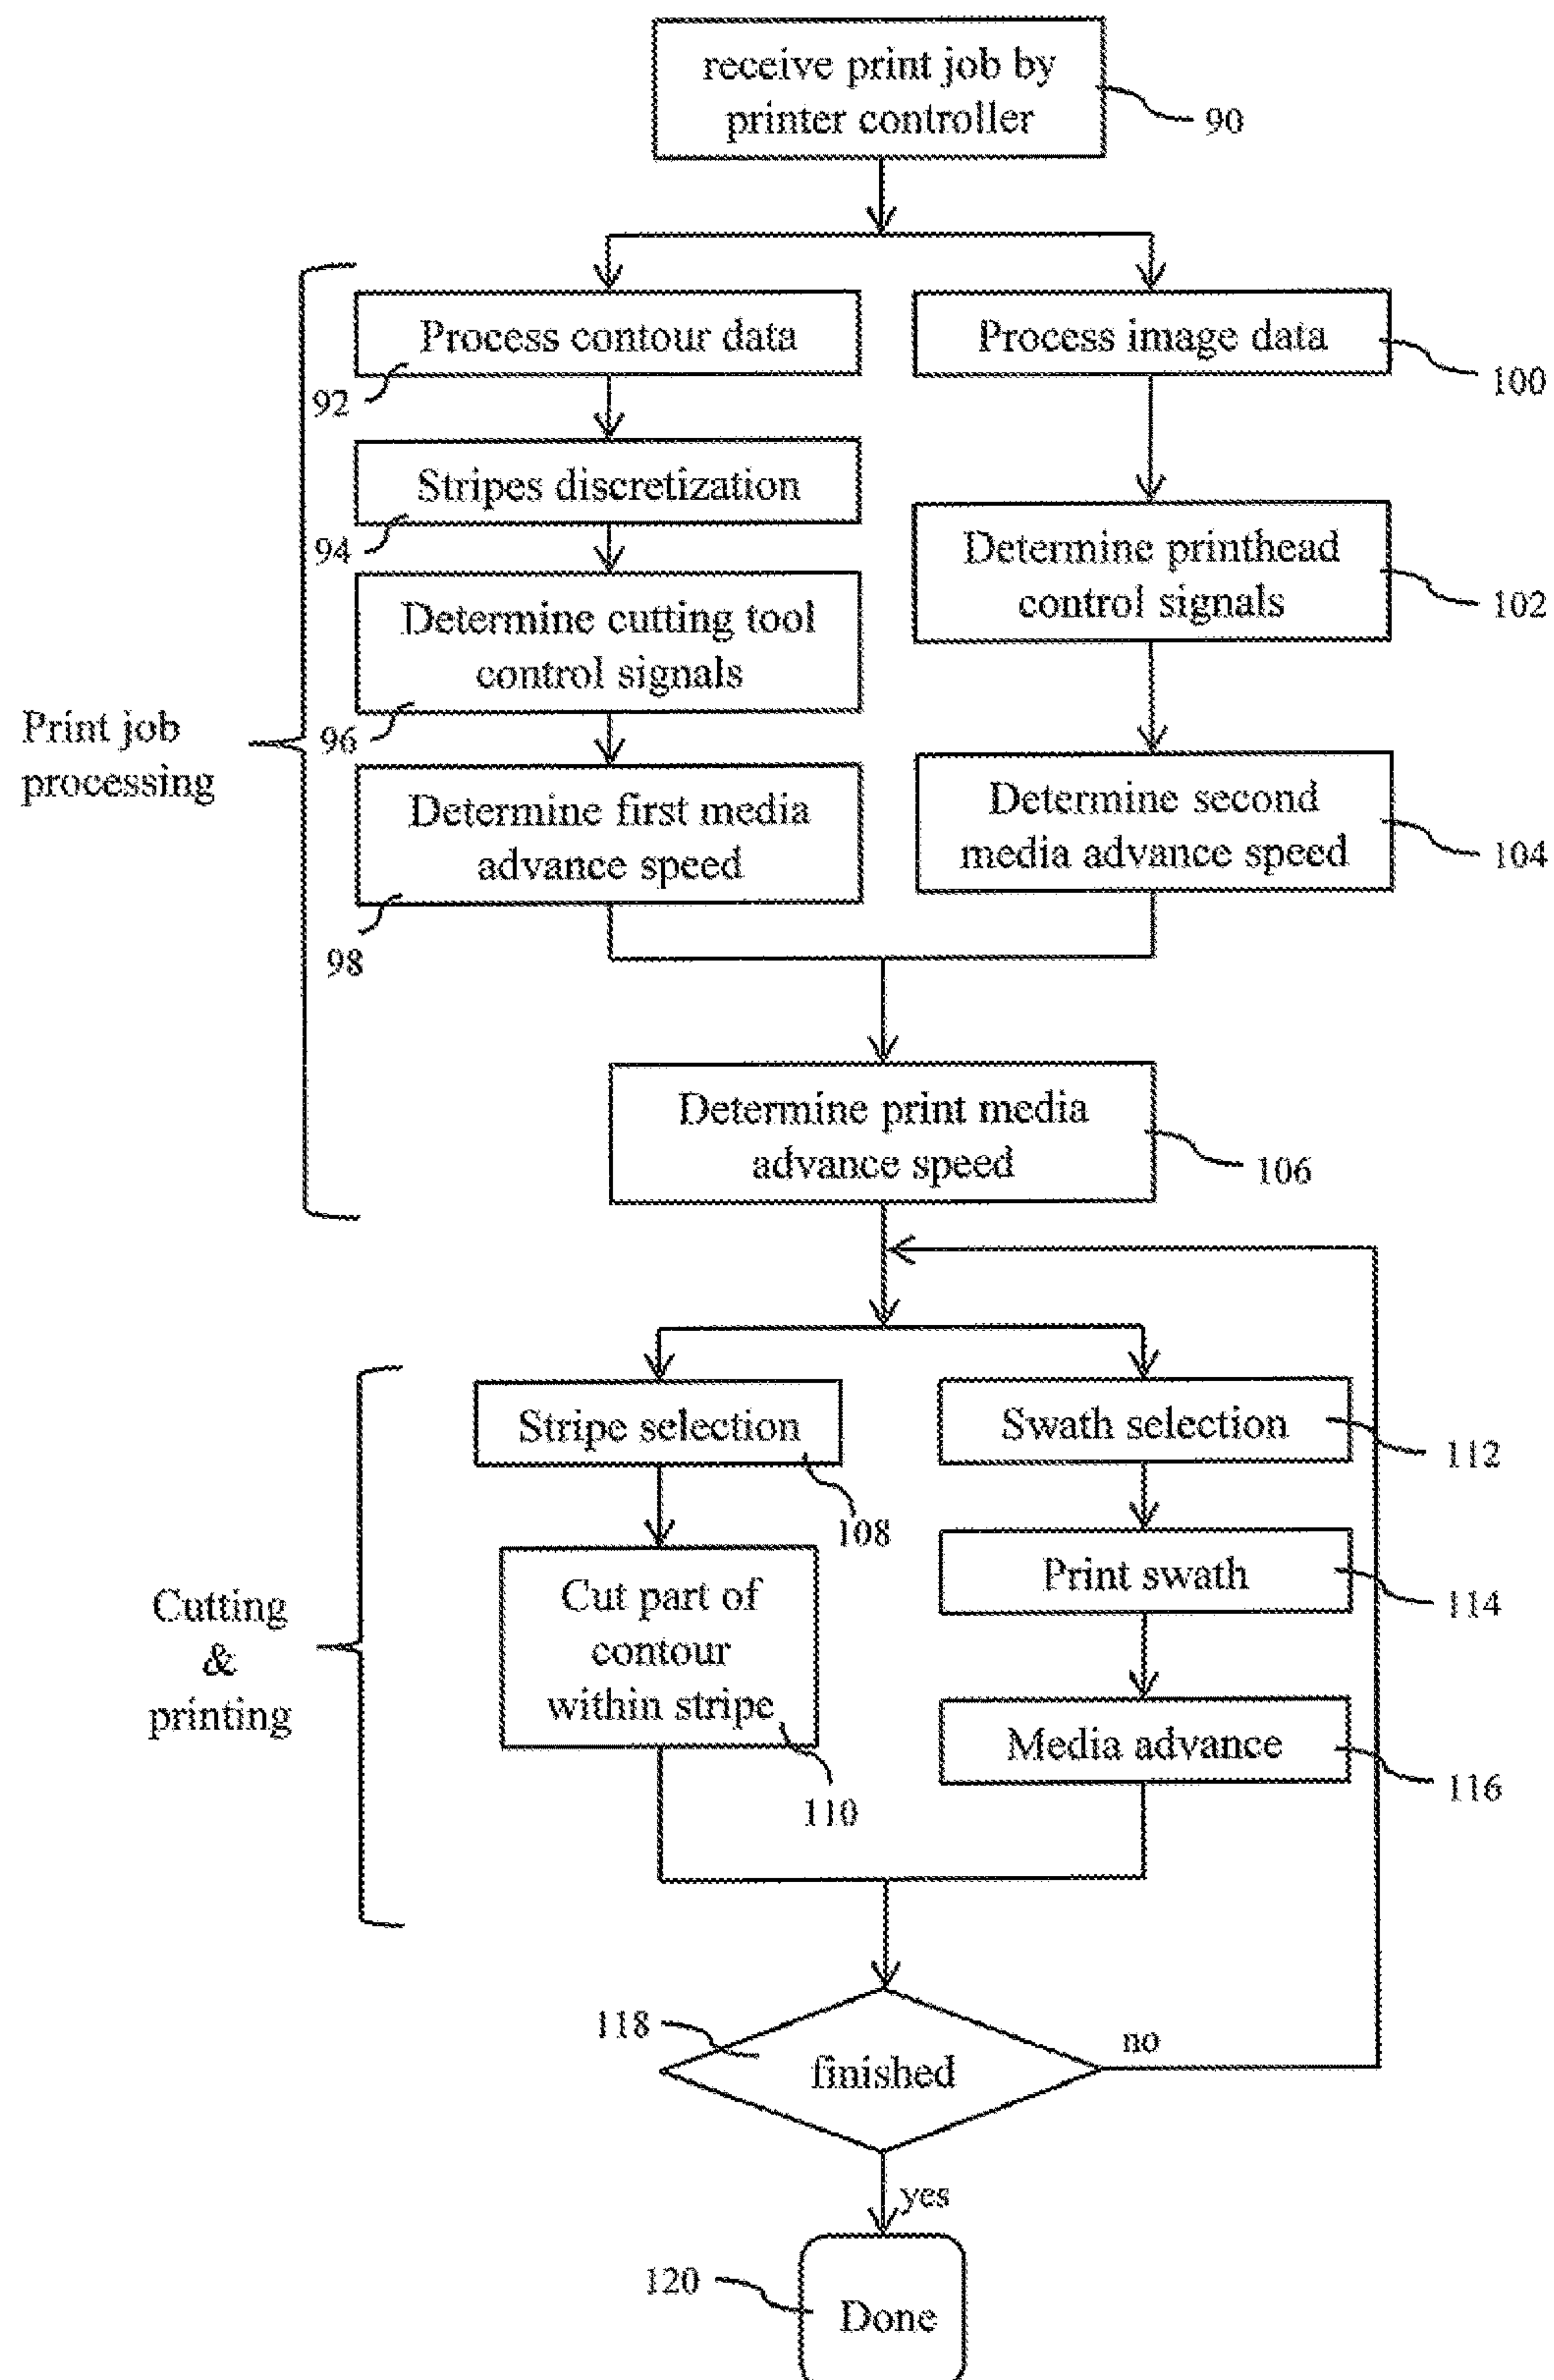 receive print job by
printer controller
90
Process contour data
92
Process image data
100
Stripes discretization
94
Determine printhead
control signals
102
Determine cutting tool
control signals
96
Print job
processing
Determine first media
advance speed
98
Determine second
media advance speed
104
Determine print media
advance speed
106
Stripe selection
108
Swath selection
112
Cut part of
contour
within stripe
110
Print swath
114
Cutting
&
printing
Media advance
116
118
finished
no
yes
120
Done